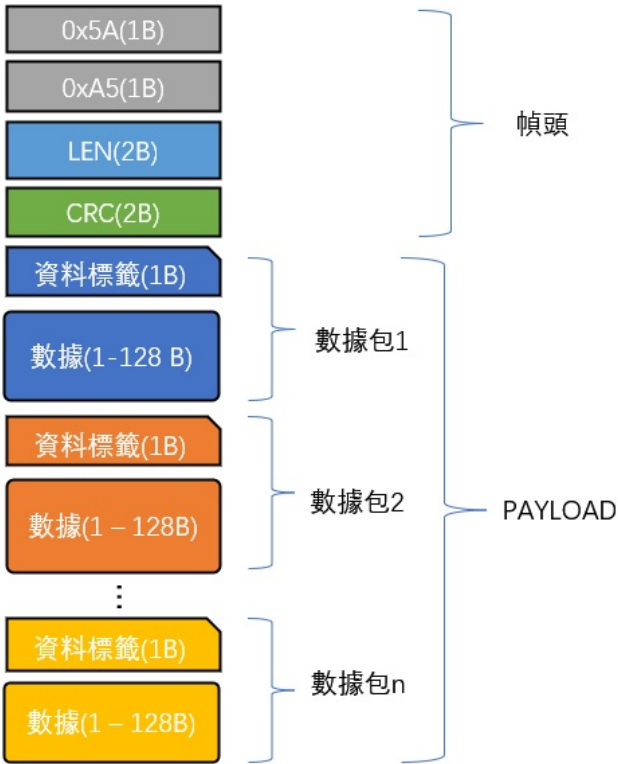 0x5A(1B)
0xA5(1B)
LEN(2B)
CRC(2B)
幀頭
資料標籤(1B)
數據(1-128 B)
數據包1
資料標籤(1B)
數據(1 – 128B)
數據包2
PAYLOAD
⋮
資料標籤(1B)
數據(1 – 128B)
數據包n